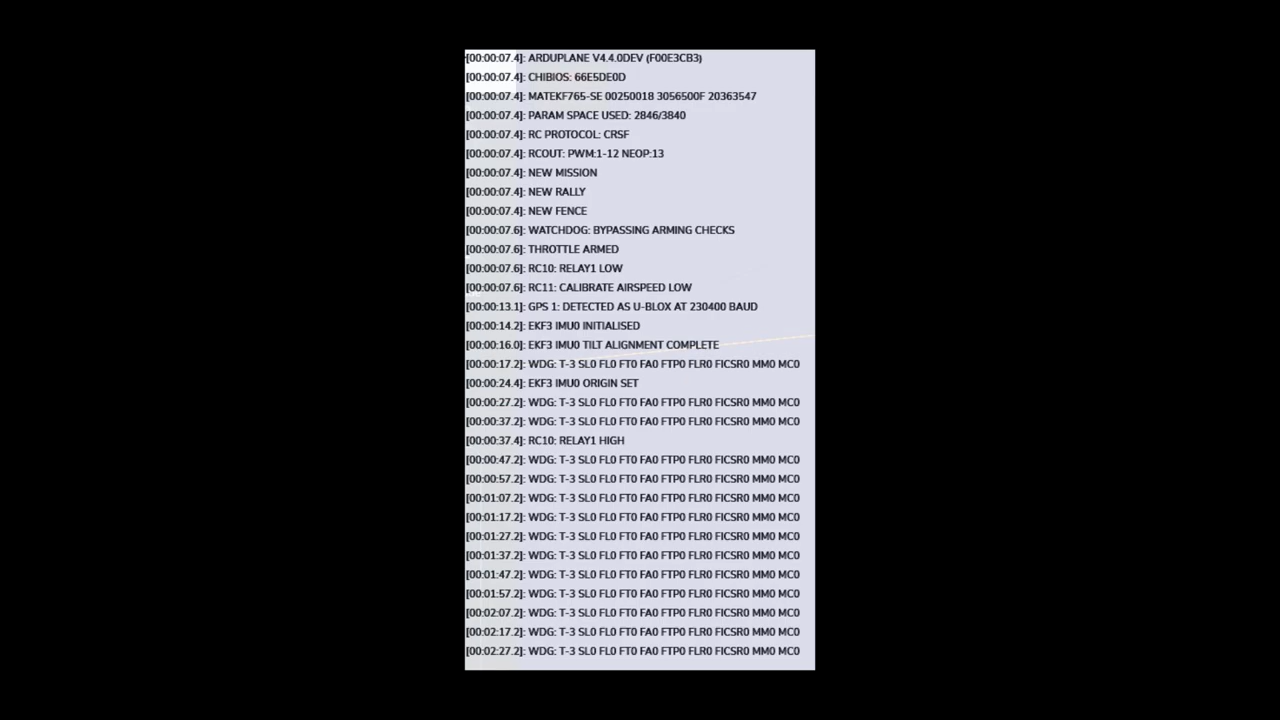 [00:00:07.4]: ARDUPLANE V4.4.0DEV (F00E3CB3)
[00:00:07.4]: CHIBIOS: 66E5DE0D
[00:00:07.4]: MATEKF765-SE 00250018 3056500F 20363547
[00:00:07.4]: PARAM SPACE USED: 2846/3840
[00:00:07.4]: RC PROTOCOL: CRSF
[00:00:07.4]: RCOUT: PWM:1-12 NEOP:13
[00:00:07.4]: NEW MISSION
[00:00:07.4]: NEW RALLY
[00:00:07.4]: NEW FENCE
[00:00:07.6]: WATCHDOG: BYPASSING ARMING CHECKS
[00:00:07.6]: THROTTLE ARMED
[00:00:07.6]: RC10: RELAY1 LOW
[00:00:07.6]: RC11: CALIBRATE AIRSPEED LOW
[00:00:13.1]: GPS 1: DETECTED AS U-BLOX AT 230400 BAUD
[00:00:14.2]: EKF3 IMU0 INITIALISED
[00:00:16.0]: EKF3 IMU0 TILT ALIGNMENT COMPLETE
[00:00:17.2]: WDG: T-3 SL0 FL0 FT0 FA0 FTP0 FLR0 FICSR0 MM0 MC0
[00:00:24.4]: EKF3 IMU0 ORIGIN SET
[00:00:27.2]: WDG: T-3 SL0 FL0 FT0 FA0 FTP0 FLR0 FICSR0 MM0 MC0
[00:00:37.2]: WDG: T-3 SL0 FL0 FT0 FA0 FTP0 FLR0 FICSR0 MM0 MC0
[00:00:37.4]: RC10: RELAY1 HIGH
[00:00:47.2]: WDG: T-3 SL0 FL0 FT0 FA0 FTP0 FLR0 FICSR0 MM0 MC0
[00:00:57.2]: WDG: T-3 SL0 FL0 FT0 FA0 FTP0 FLR0 FICSR0 MM0 MC0
[00:01:07.2]: WDG: T-3 SL0 FL0 FT0 FA0 FTP0 FLR0 FICSR0 MM0 MC0
[00:01:17.2]: WDG: T-3 SL0 FL0 FT0 FA0 FTP0 FLR0 FICSR0 MM0 MC0
[00:01:27.2]: WDG: T-3 SL0 FL0 FT0 FA0 FTP0 FLR0 FICSR0 MM0 MC0
[00:01:37.2]: WDG: T-3 SL0 FL0 FT0 FA0 FTP0 FLR0 FICSR0 MM0 MC0
[00:01:47.2]: WDG: T-3 SL0 FL0 FT0 FA0 FTP0 FLR0 FICSR0 MM0 MC0
[00:01:57.2]: WDG: T-3 SL0 FL0 FT0 FA0 FTP0 FLR0 FICSR0 MM0 MC0
[00:02:07.2]: WDG: T-3 SL0 FL0 FT0 FA0 FTP0 FLR0 FICSR0 MM0 MC0
[00:02:17.2]: WDG: T-3 SL0 FL0 FT0 FA0 FTP0 FLR0 FICSR0 MM0 MC0
[00:02:27.2]: WDG: T-3 SL0 FL0 FT0 FA0 FTP0 FLR0 FICSR0 MM0 MC0